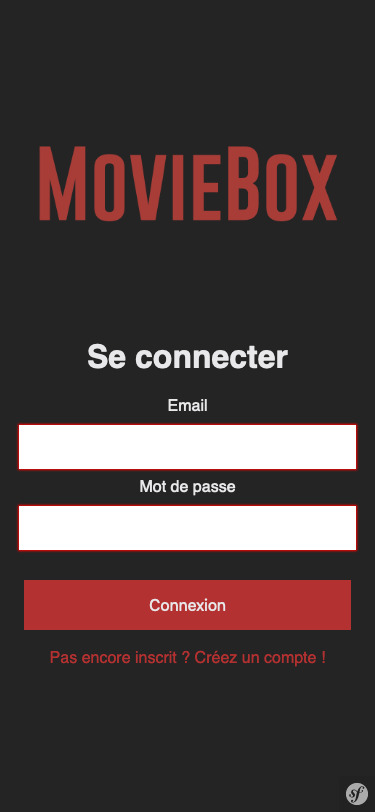 MovieBox
Se connecter
Email
Mot de passe
Connexion
Pas encore inscrit ? Créez un compte !
sf